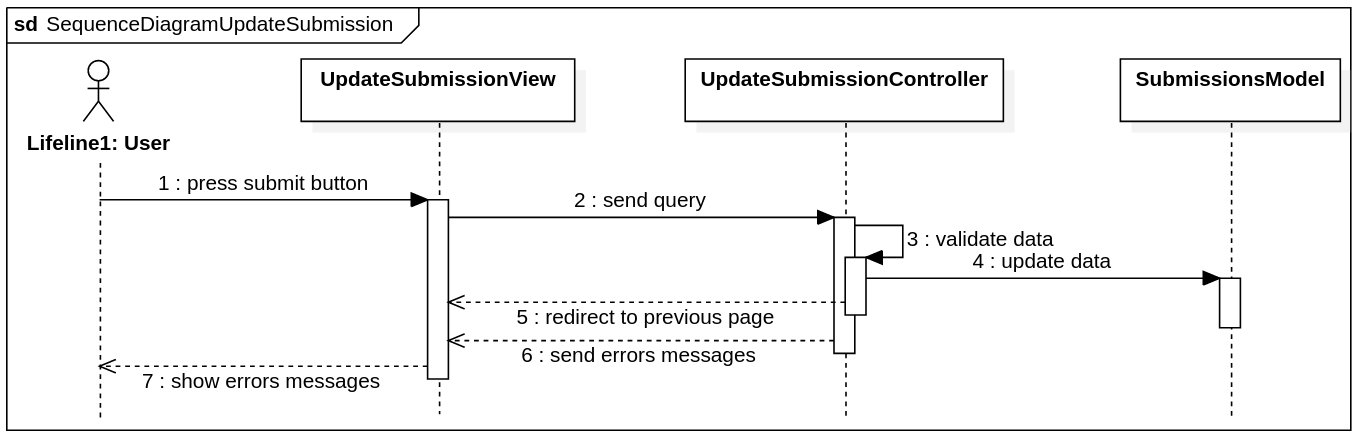 sd SequenceDiagramUpdateSubmission
UpdateSubmissionView
UpdateSubmissionController
SubmissionsModel
Lifeline1: User
1 : press submit button
2 : send query
3 : validate data
4 : update data
5 : redirect to previous page
6 : send errors messages
7 : show errors messages